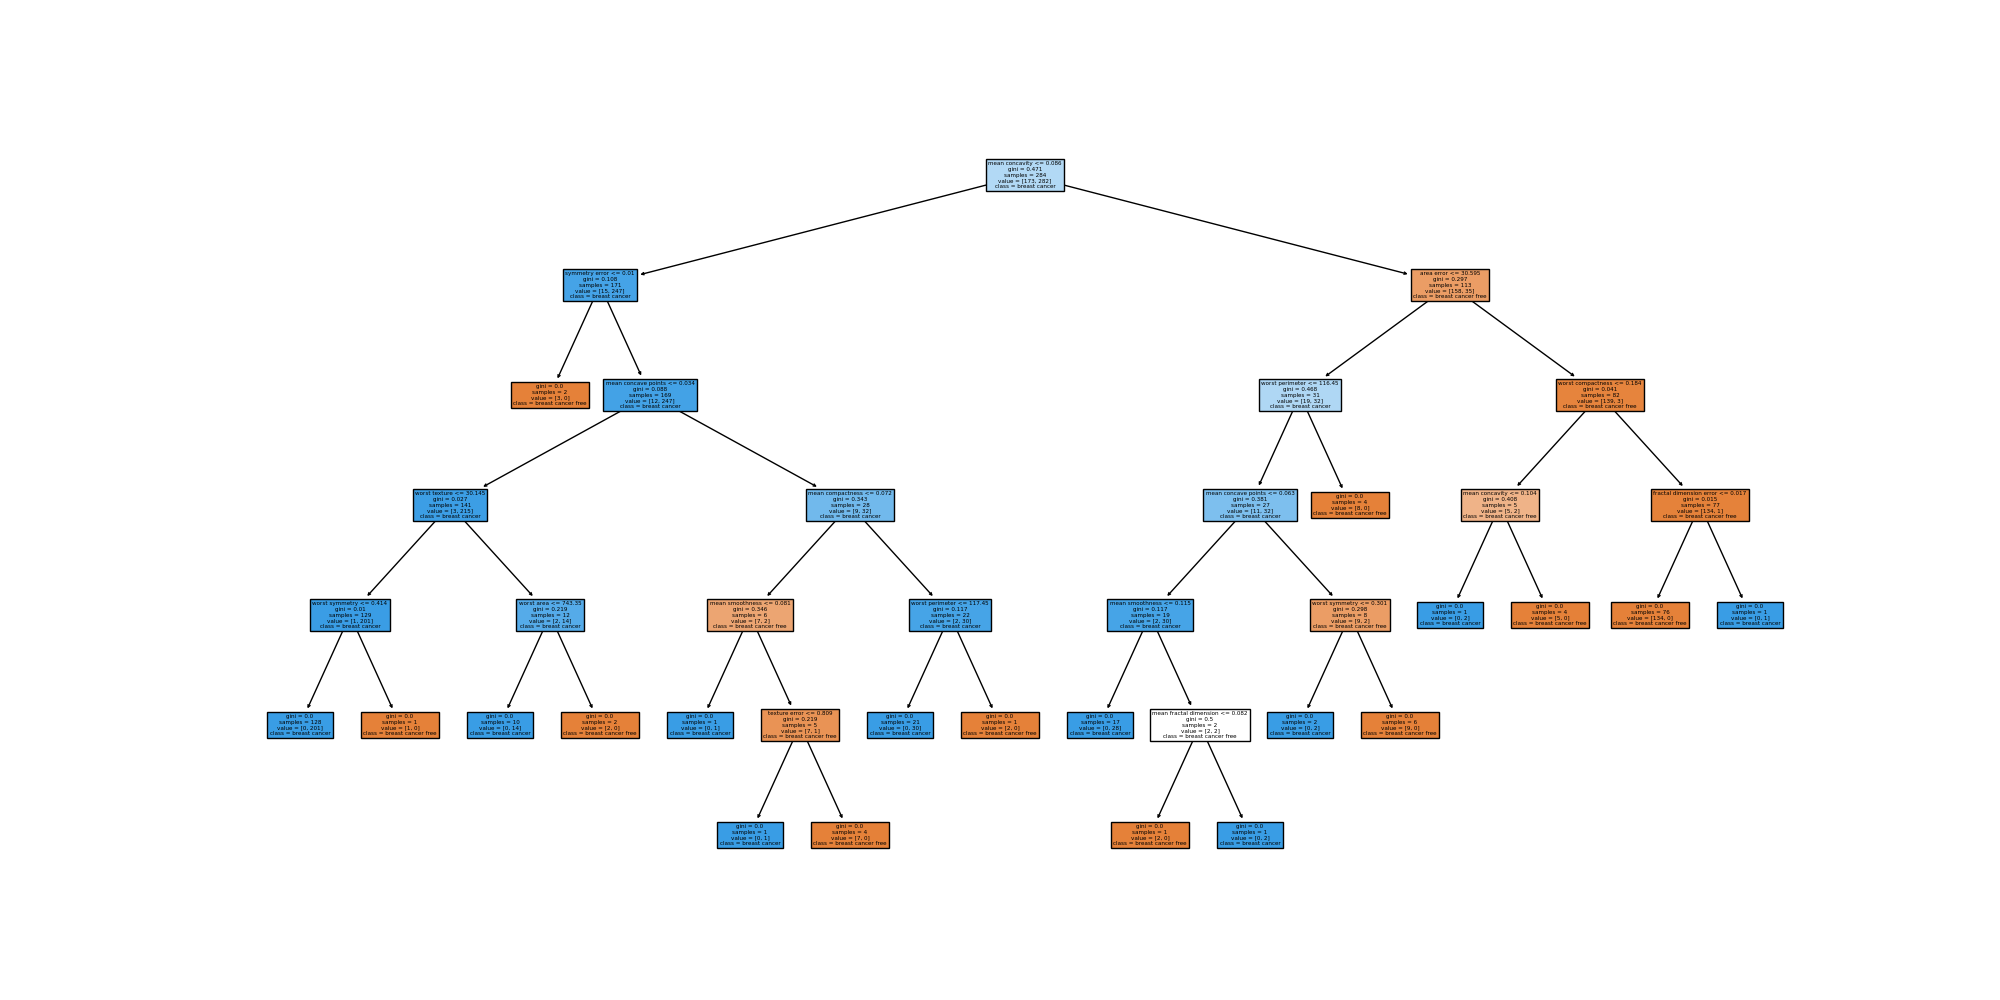 mean concavity <= 0.086
gini = 0.471
samples = 284
value = [173, 282]
class = breast cancer
symmetry error <= 0.01
gini = 0.108
samples = 171
value = [15, 247]
class = breast cancer
area error <= 30.595
gini = 0.297
samples = 113
value = [158, 35]
class = breast cancer free
gini = 0.0
samples = 2
value = [3, 0]
class = breast cancer free
mean concave points <= 0.034
gini = 0.088
samples = 169
value = [12, 247]
class = breast cancer
worst perimeter <= 116.45
gini = 0.468
samples = 31
value = [19, 32]
class = breast cancer
worst compactness <= 0.184
gini = 0.041
samples = 82
value = [139, 3]
class = breast cancer free
worst texture <= 30.145
gini = 0.027
samples = 141
value = [3, 215]
class = breast cancer
mean compactness <= 0.072
gini = 0.343
samples = 28
value = [9, 32]
class = breast cancer
mean concave points <= 0.063
gini = 0.381
samples = 27
value = [11, 32]
class = breast cancer
gini = 0.0
samples = 4
value = [8, 0]
class = breast cancer free
mean concavity <= 0.104
gini = 0.408
samples = 5
value = [5, 2]
class = breast cancer free
fractal dimension error <= 0.017
gini = 0.015
samples = 77
value = [134, 1]
class = breast cancer free
worst symmetry <= 0.414
gini = 0.01
samples = 129
value = [1, 201]
class = breast cancer
worst area <= 743.35
gini = 0.219
samples = 12
value = [2, 14]
class = breast cancer
mean smoothness <= 0.081
gini = 0.346
samples = 6
value = [7, 2]
class = breast cancer free
worst perimeter <= 117.45
gini = 0.117
samples = 22
value = [2, 30]
class = breast cancer
mean smoothness <= 0.115
gini = 0.117
samples = 19
value = [2, 30]
class = breast cancer
worst symmetry <= 0.301
gini = 0.298
samples = 8
value = [9, 2]
class = breast cancer free
gini = 0.0
samples = 1
value = [0, 2]
class = breast cancer
gini = 0.0
samples = 4
value = [5, 0]
class = breast cancer free
gini = 0.0
samples = 76
value = [134, 0]
class = breast cancer free
gini = 0.0
samples = 1
value = [0, 1]
class = breast cancer
gini = 0.0
samples = 128
value = [0, 201]
class = breast cancer
gini = 0.0
samples = 1
value = [1, 0]
class = breast cancer free
gini = 0.0
samples = 10
value = [0, 14]
class = breast cancer
gini = 0.0
samples = 2
value = [2, 0]
class = breast cancer free
gini = 0.0
samples = 1
value = [0, 1]
class = breast cancer
texture error <= 0.809
gini = 0.219
samples = 5
value = [7, 1]
class = breast cancer free
gini = 0.0
samples = 21
value = [0, 30]
class = breast cancer
gini = 0.0
samples = 1
value = [2, 0]
class = breast cancer free
gini = 0.0
samples = 17
value = [0, 28]
class = breast cancer
mean fractal dimension <= 0.082
gini = 0.5
samples = 2
value = [2, 2]
class = breast cancer free
gini = 0.0
samples = 2
value = [0, 2]
class = breast cancer
gini = 0.0
samples = 6
value = [9, 0]
class = breast cancer free
gini = 0.0
samples = 1
value = [0, 1]
class = breast cancer
gini = 0.0
samples = 4
value = [7, 0]
class = breast cancer free
gini = 0.0
samples = 1
value = [2, 0]
class = breast cancer free
gini = 0.0
samples = 1
value = [0, 2]
class = breast cancer